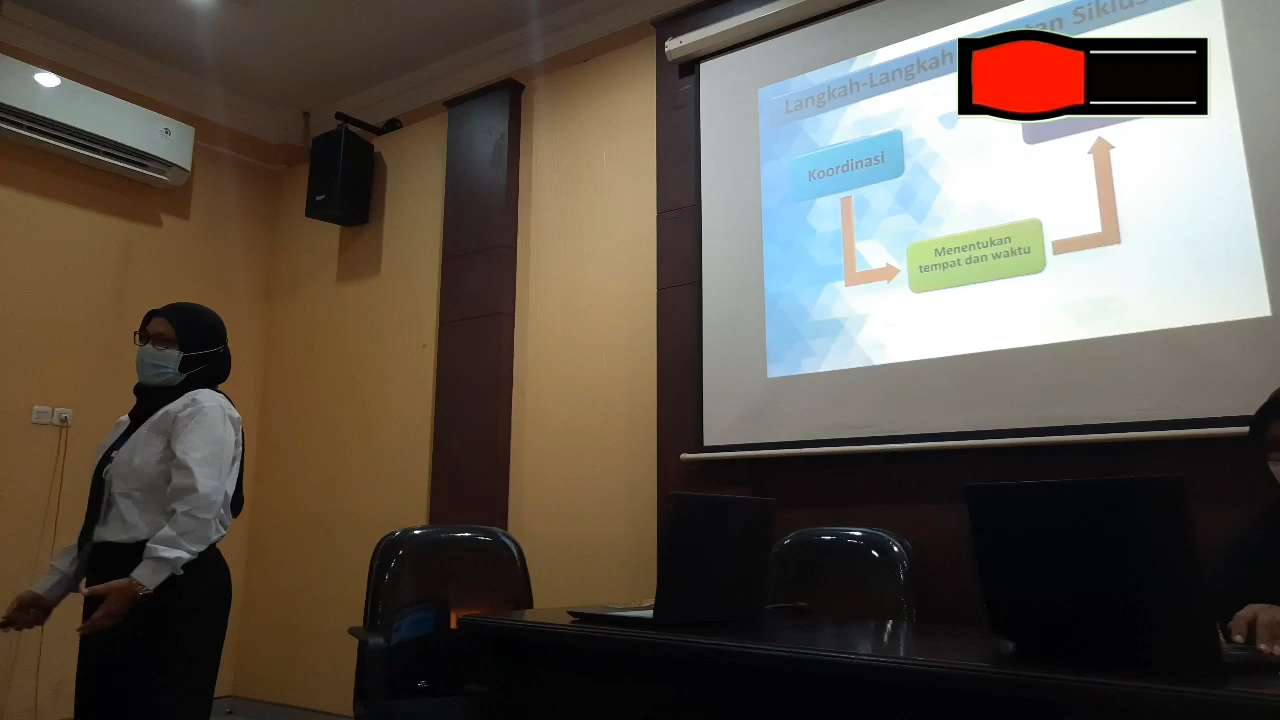 Langkah-Langkah
Siklus
Koordinasi
Menentukan
tempat dan waktu